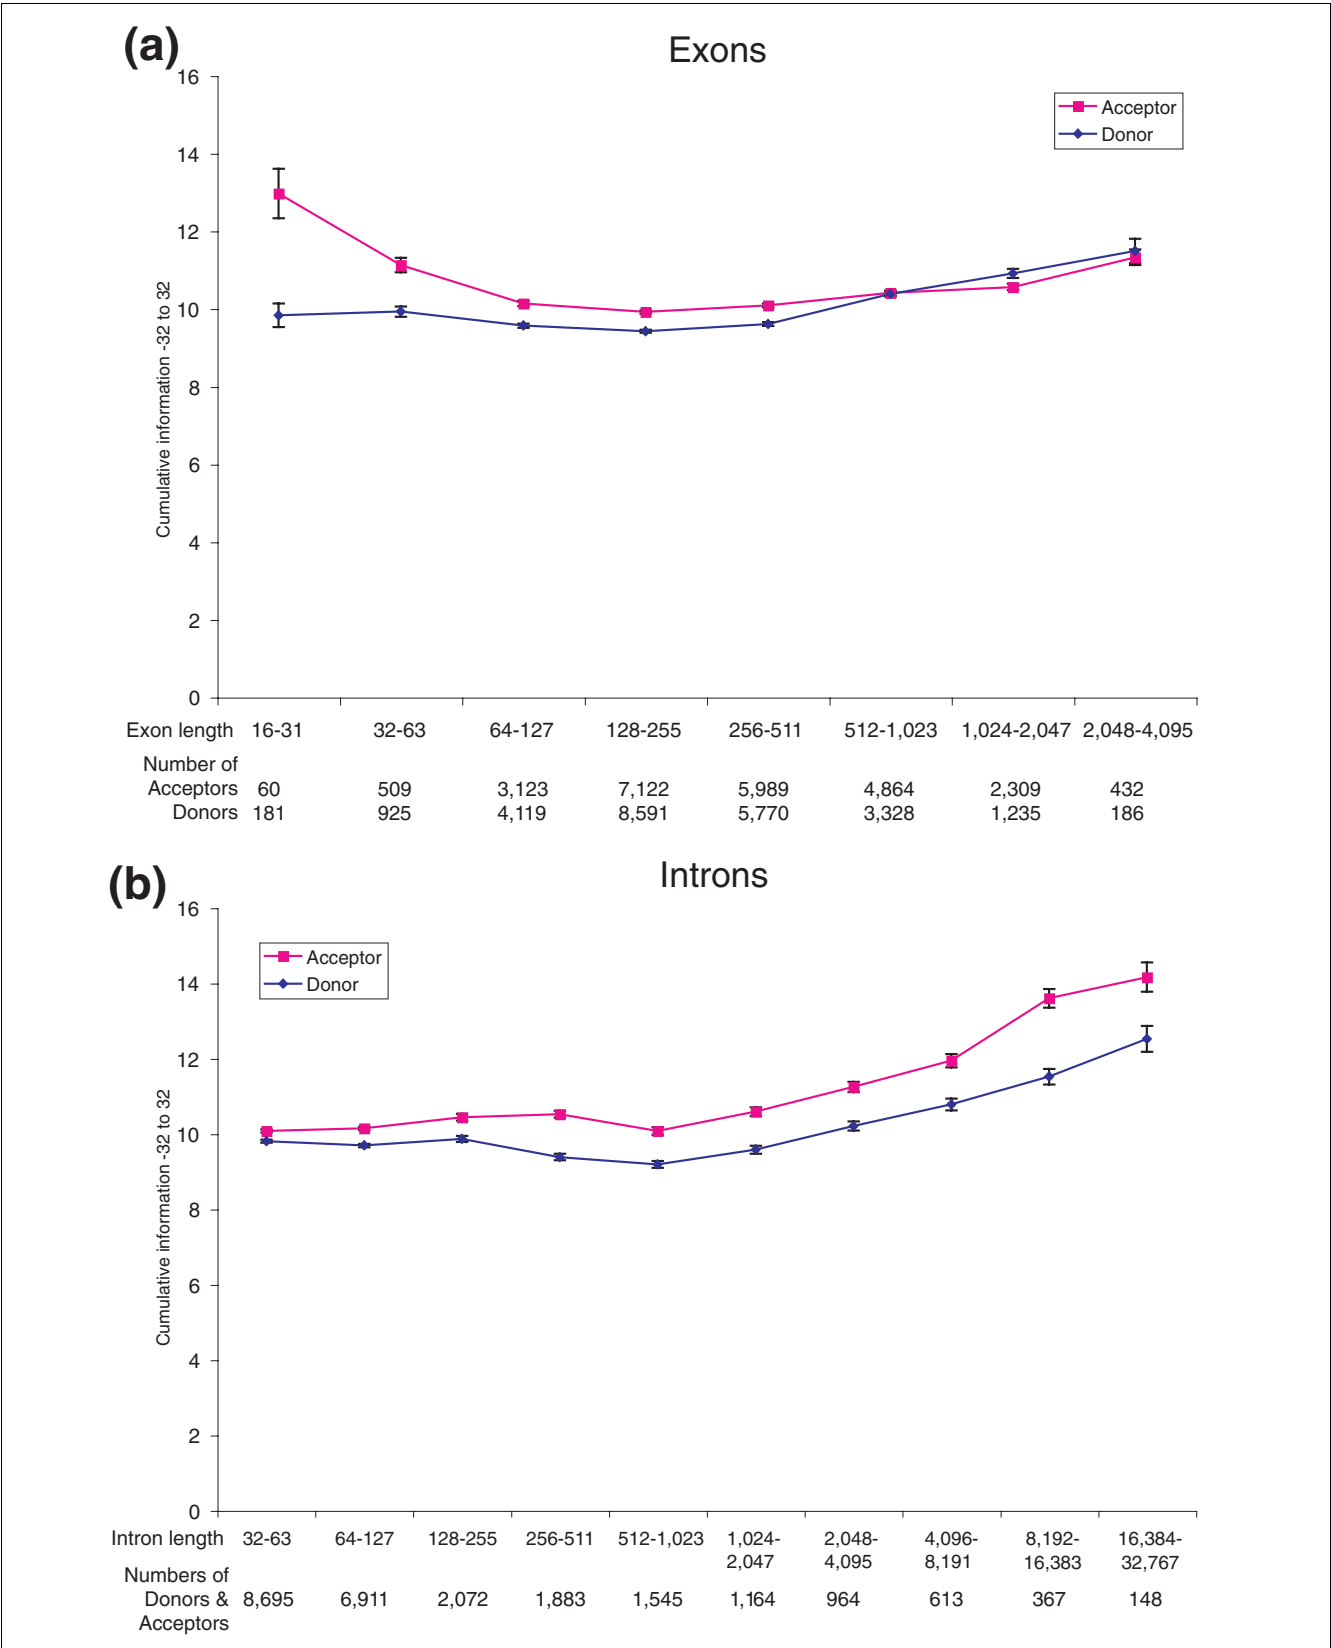 (a)
Exons
16
14
12
10
8
6
4
2
0
Cumulative information -32 to 32
Acceptor
Donor
Exon length 16-31 32-63 64-127 128-255 256-511 512-1,023 1,024-2,047 2,048-4,095
Number of
Acceptors 60 509 3,123 7,122 5,989 4,864 2,309 432
Donors 181 925 4,119 8,591 5,770 3,328 1,235 186
(b)
Introns
16
14
12
10
8
6
4
2
0
Cumulative information -32 to 32
Acceptor
Donor
Intron length 32-63 64-127 128-255 256-511 512-1,023 1,024- 2,048- 4,096- 8,192- 16,384-
2,047 4,095 8,191 16,383 32,767
Numbers of
Donors & 8,695 6,911 2,072 1,883 1,545 1,164 964 613 367 148
Acceptors